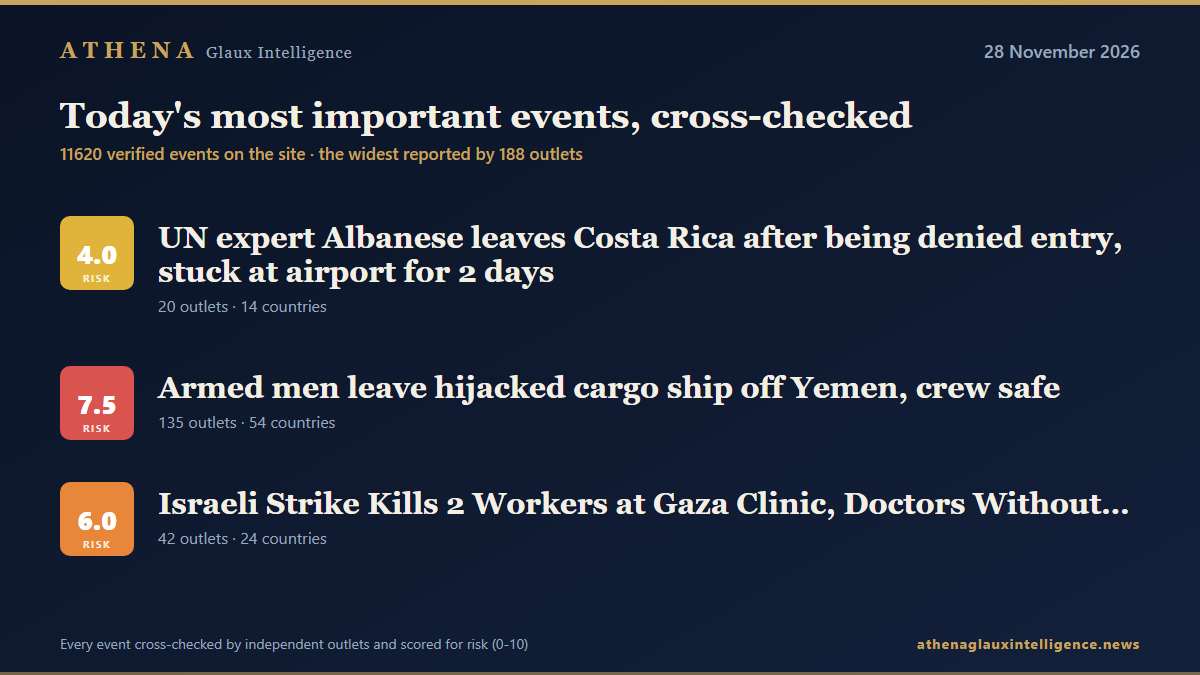 ATHENA Glaux Intelligence
28 November 2026
Today's most important events, cross-checked
11620 verified events on the site · the widest reported by 188 outlets
4.0
RISK
UN expert Albanese leaves Costa Rica after being denied entry,
stuck at airport for 2 days
20 outlets · 14 countries
7.5
RISK
Armed men leave hijacked cargo ship off Yemen, crew safe
135 outlets · 54 countries
6.0
RISK
Israeli Strike Kills 2 Workers at Gaza Clinic, Doctors Without...
42 outlets · 24 countries
Every event cross-checked by independent outlets and scored for risk (0-10)
athenaglauxintelligence.news